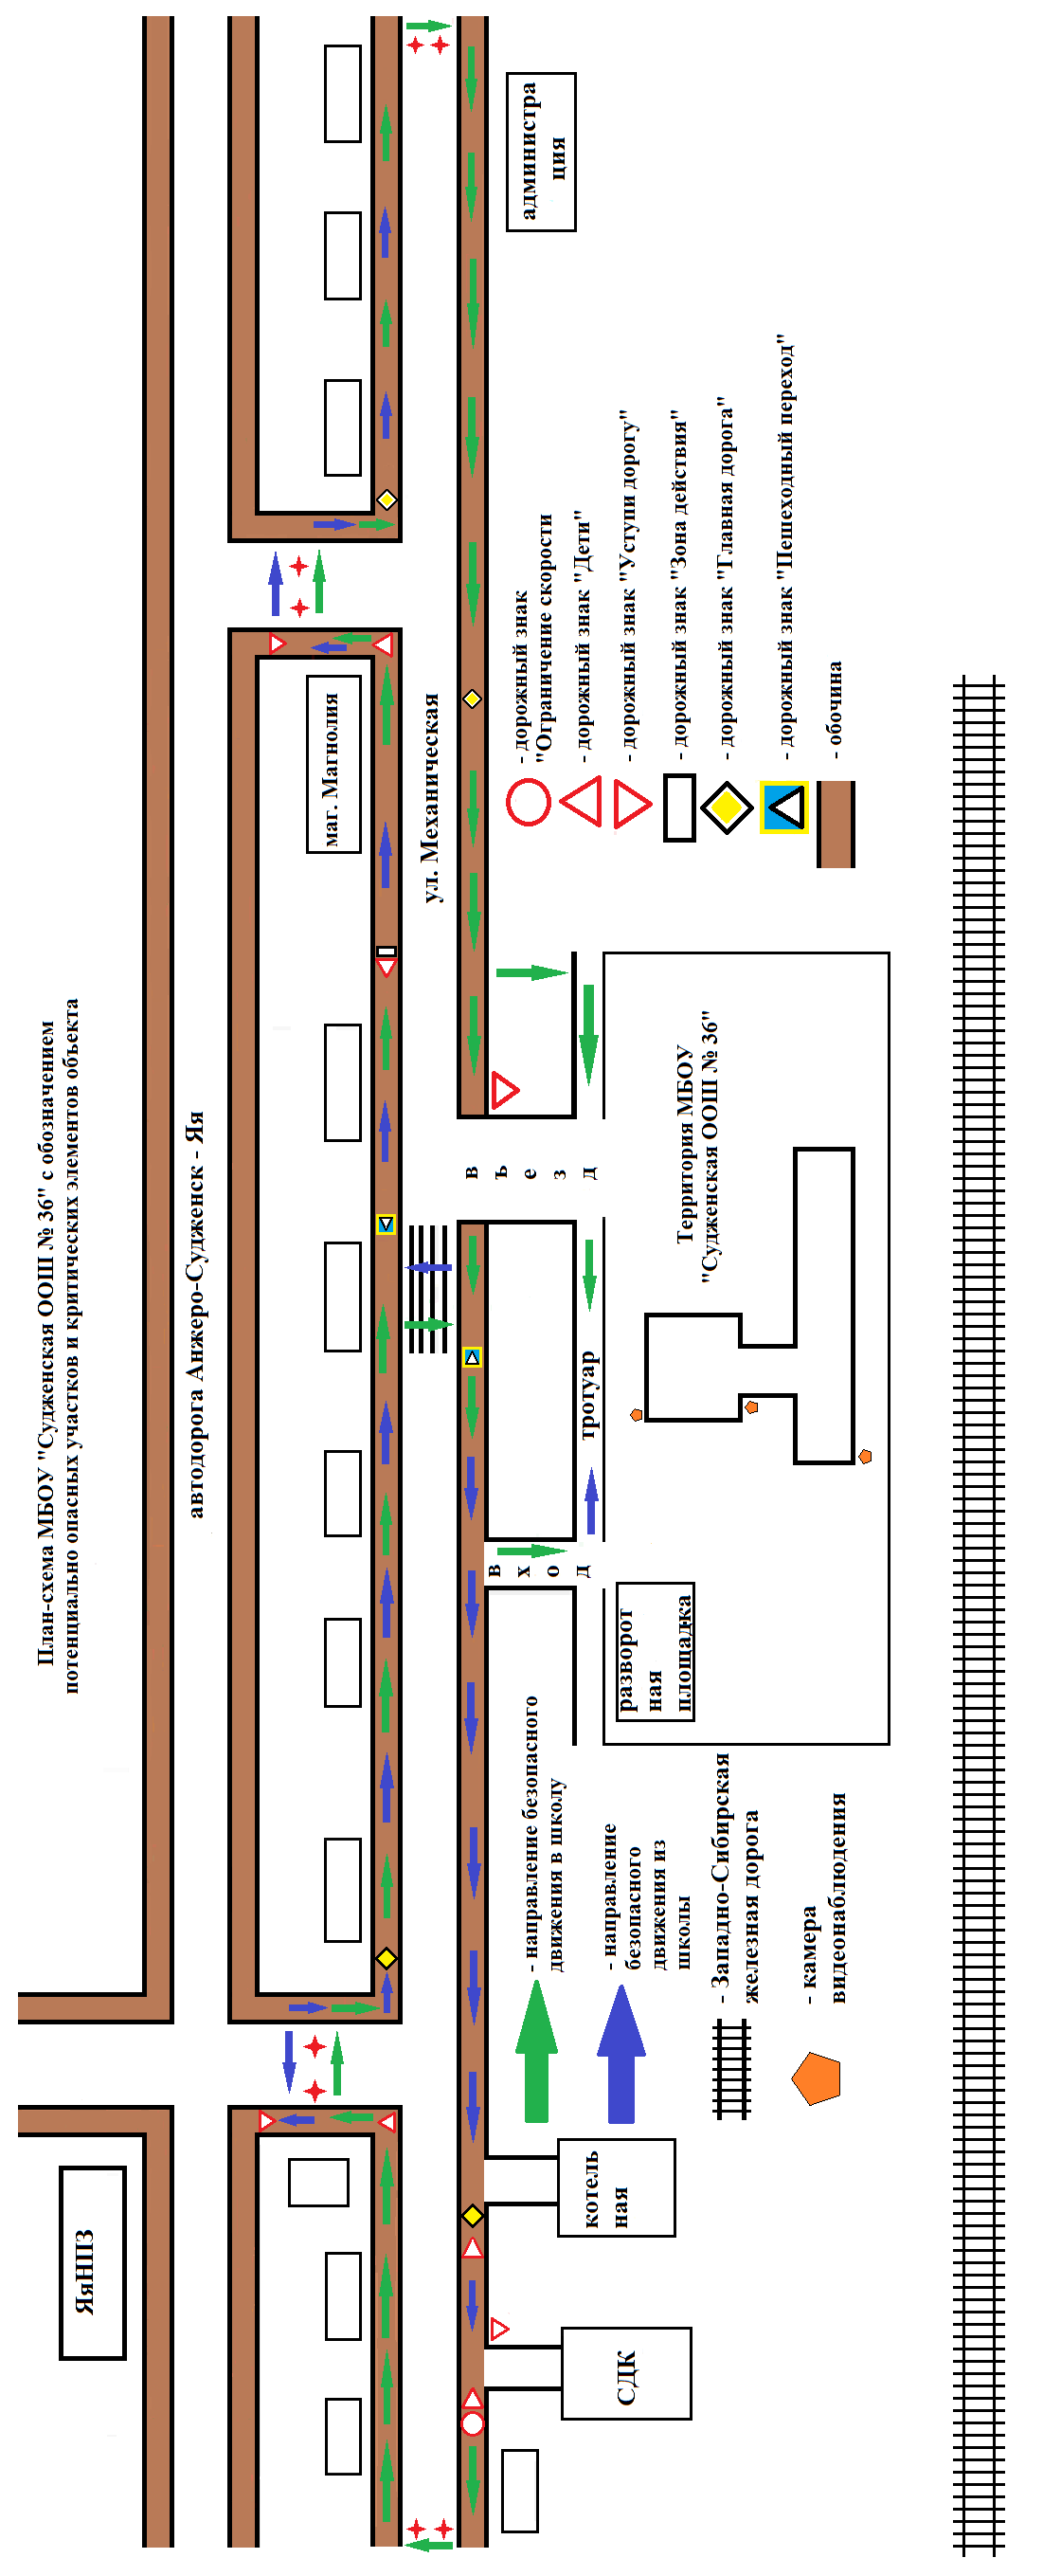 План-схема МБОУ "Судженская ООШ № 36" с обозначением
потенциально опасных участков и критических элементов объекта
автодорога Анжеро-Судженск - Яя
ЯяНПЗ
маг. Магнолия
ул. Механическая
администра
ция
- дорожный знак
"Ограничение скорости
- дорожный знак "Дети"
- дорожный знак "Уступи дорогу"
- дорожный знак "Зона действия"
- дорожный знак "Главная дорога"
- дорожный знак "Пешеходный переход"
- обочина
въезд
тротуар
вход
Территория МБОУ
"Судженская ООШ № 36"
разворот
ная
площадка
- направление безопасного
движения в школу
- направление
безопасного
движения из
школы
- Западно-Сибирская
железная дорога
- камера
видеонаблюдения
котель
ная
СДК